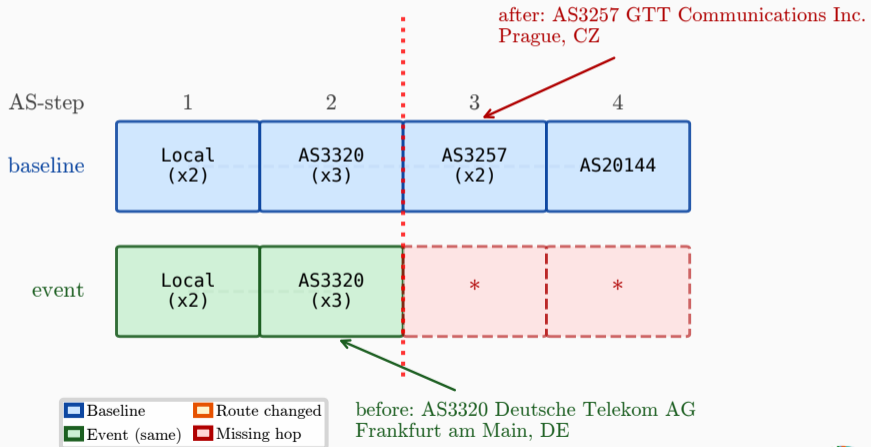 after: AS3257 GTT Communications Inc.
Prague, CZ
AS-step 1 2 3 4
baseline
Local
(x2)
AS3320
(x3)
AS3257
(x2)
AS20144
event
Local
(x2)
AS3320
(x3)
*
*
before: AS3320 Deutsche Telekom AG
Frankfurt am Main, DE
Baseline
Route changed
Event (same)
Missing hop